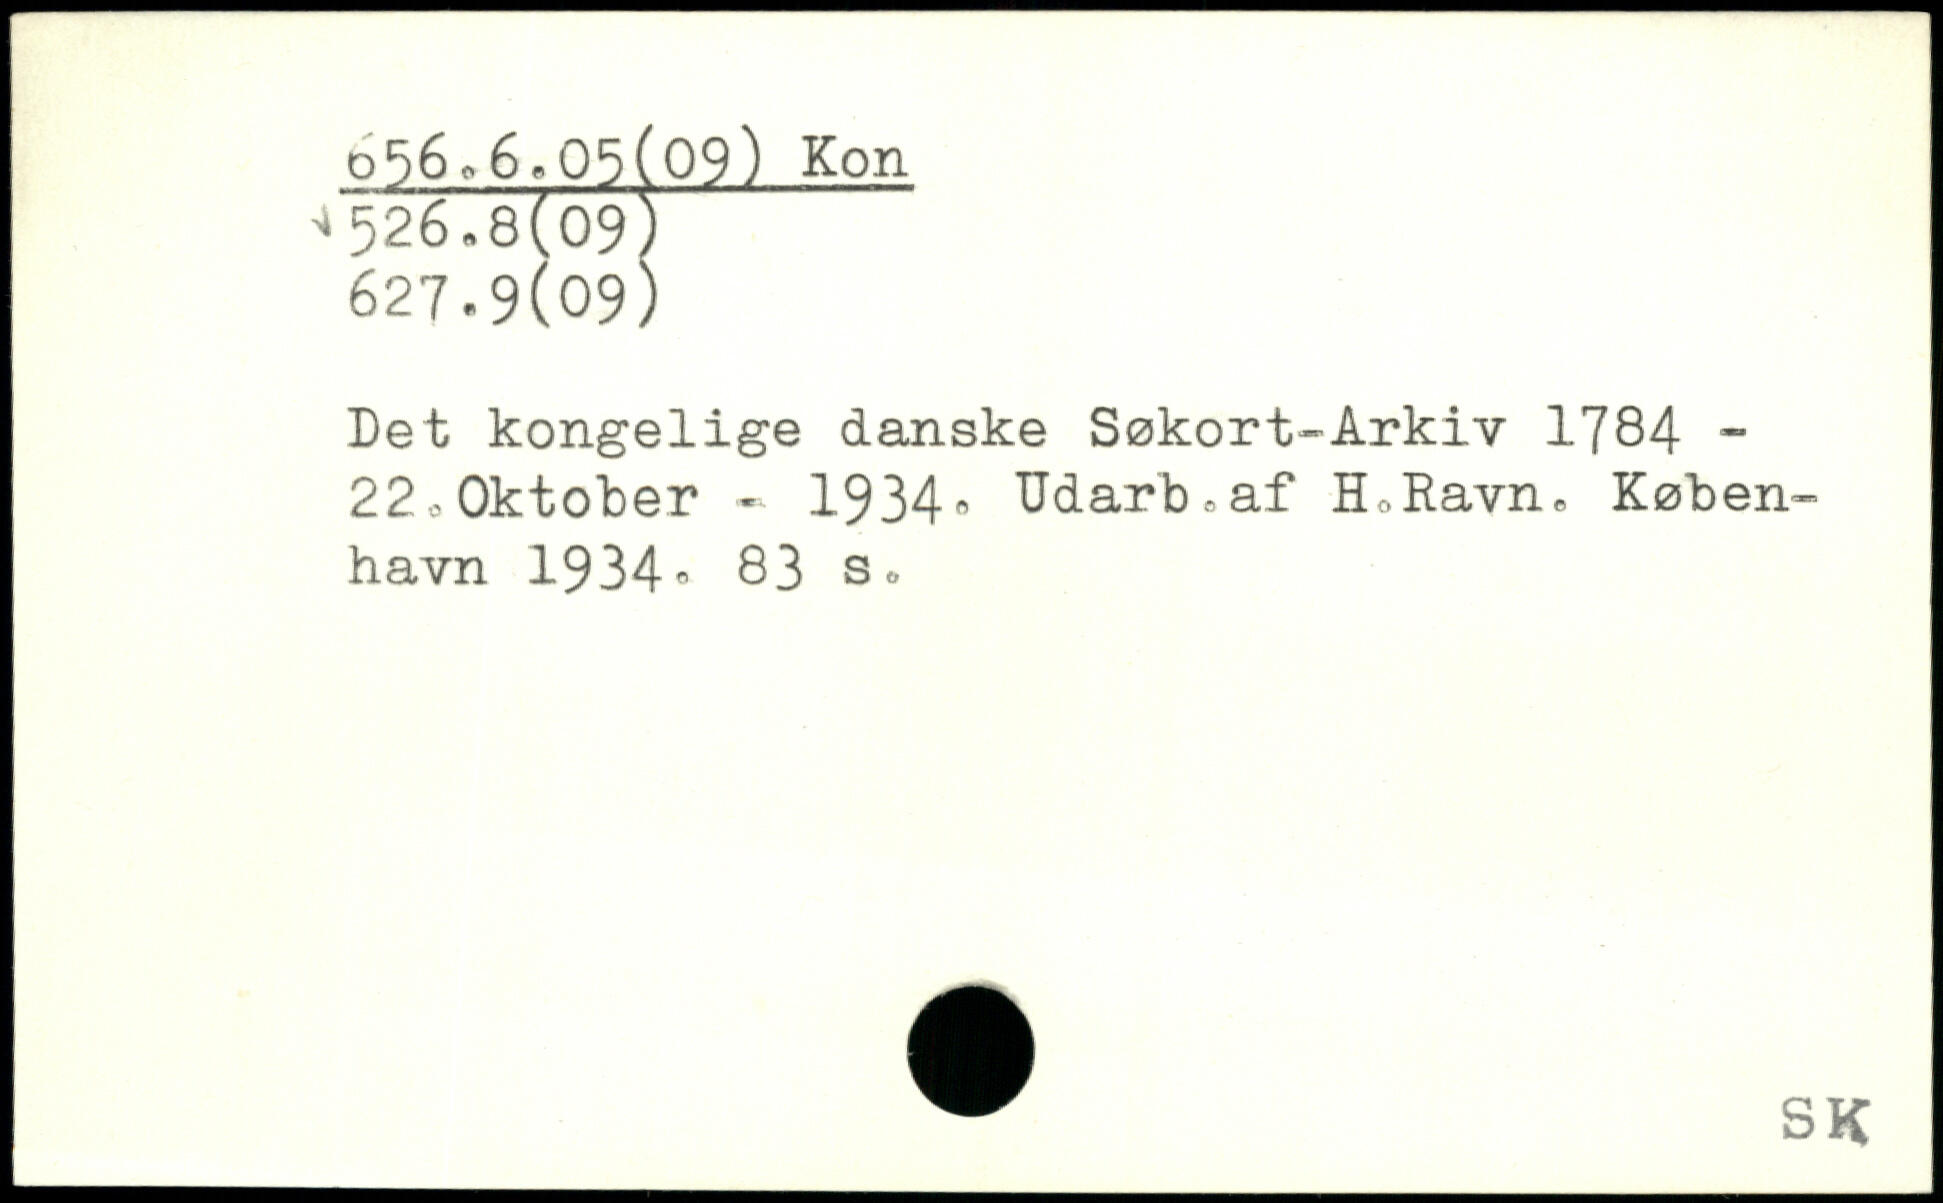 656.6.05(09) Kon
526.8(09)
627.9(09)
Det kongelige danske Søkort-Arkiv 1784 -
22.Oktober - 1934. Udarb.af H.Ravn. Køben-
havn 1934. 83 s.
SK